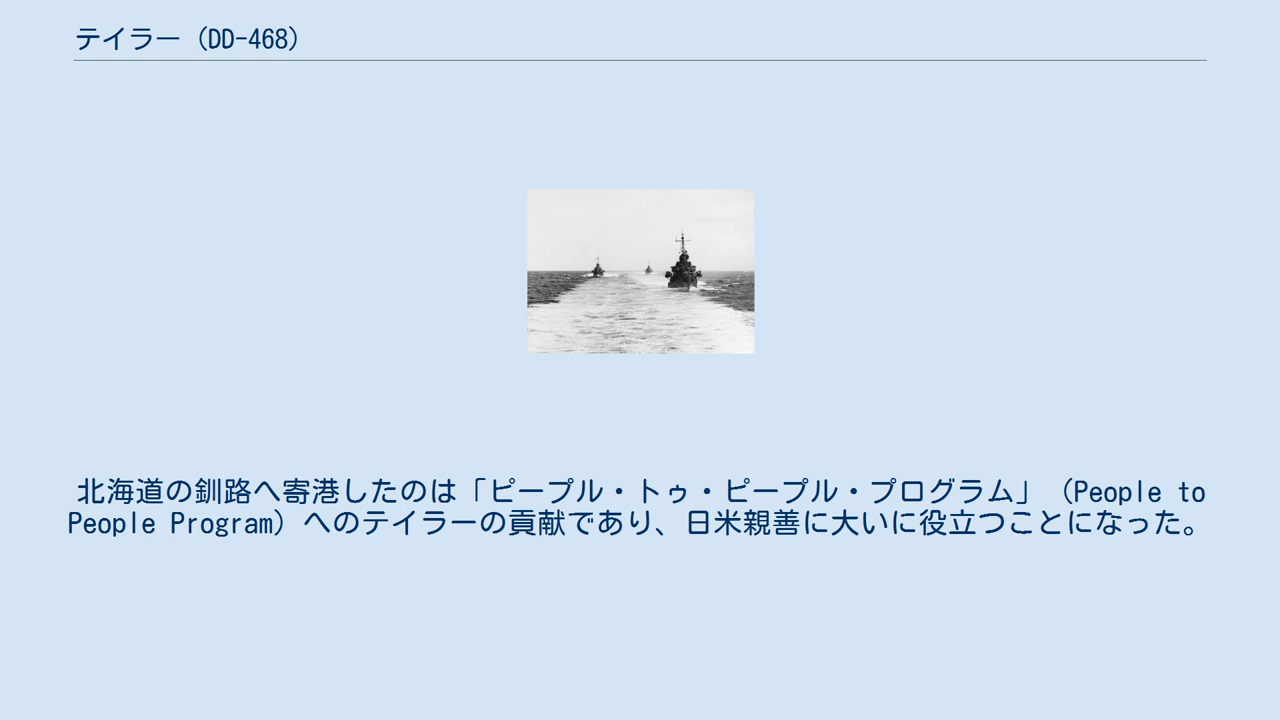 テイラー（DD-468）
北海道の釧路へ寄港したのは「ピープル・トゥ・ピープル・プログラム」（People to
People Program）へのテイラーの貢献であり、日米親善に大いに役立つことになった。